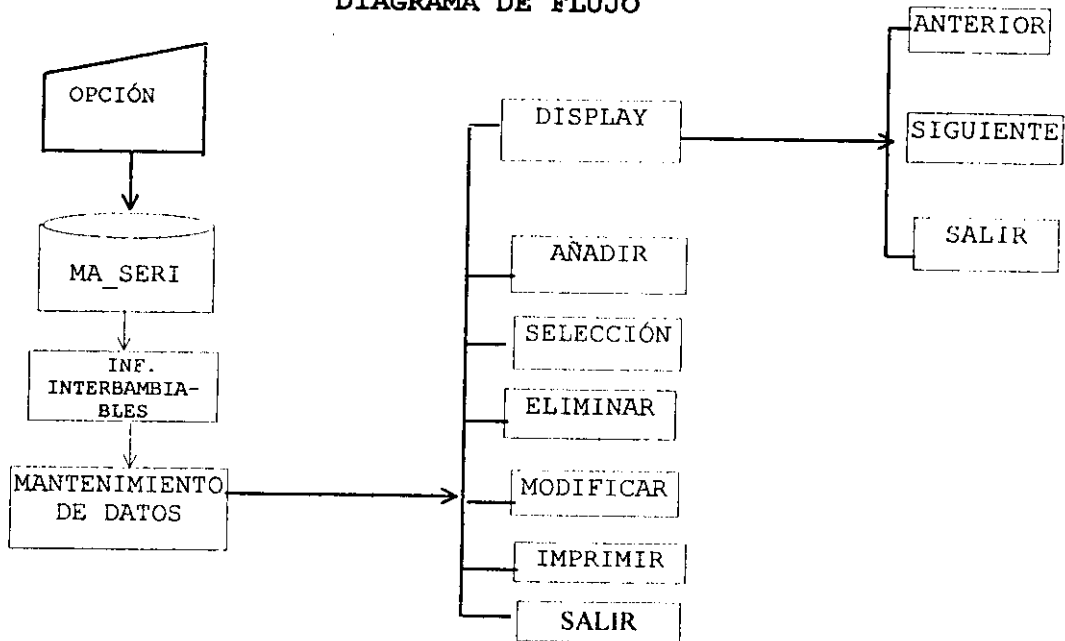 DIAGRAMA DE FLUJO
OPCIÓN
MA_SERI
INF.
INTERBAMBIA-
BLES
MANTENIMIENTO
DE DATOS
DISPLAY
AÑADIR
SELECCIÓN
ELIMINAR
MODIFICAR
IMPRIMIR
SALIR
ANTERIOR
SIGUIENTE
SALIR